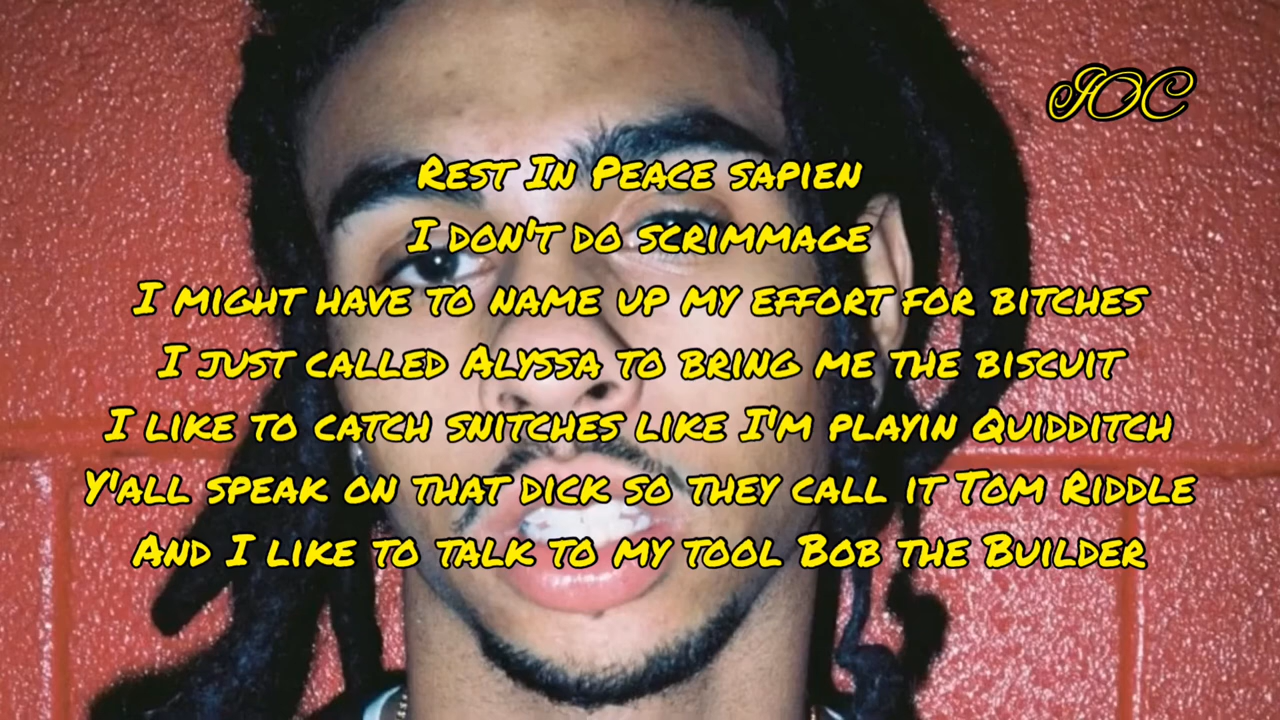 JOC
Rest In Peace sapien
I don't do scrimmage
I might have to name up my effort for bitches
I just called Alyssa to bring me the biscuit
I like to catch snitches like I'm playin Quidditch
Y'all speak on that dick so they call it Tom Riddle
And I like to talk to my tool Bob the Builder